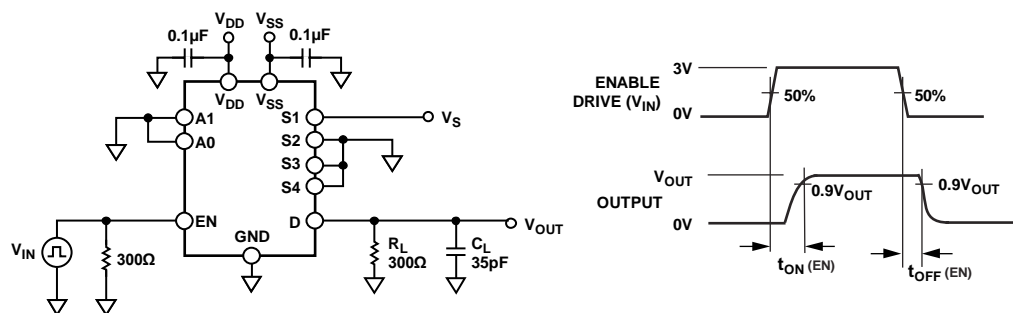 V_DD V_SS
0.1µF 0.1µF
V_DD V_SS
A1 S1 V_S
A0 S2
S3
S4
EN D V_OUT
GND
V_IN 300Ω
R_L
300Ω
C_L
35pF
3V
ENABLE
DRIVE (V_IN)
50% 50%
0V
V_OUT
0.9V_OUT 0.9V_OUT
OUTPUT
0V
t_ON (EN) t_OFF (EN)